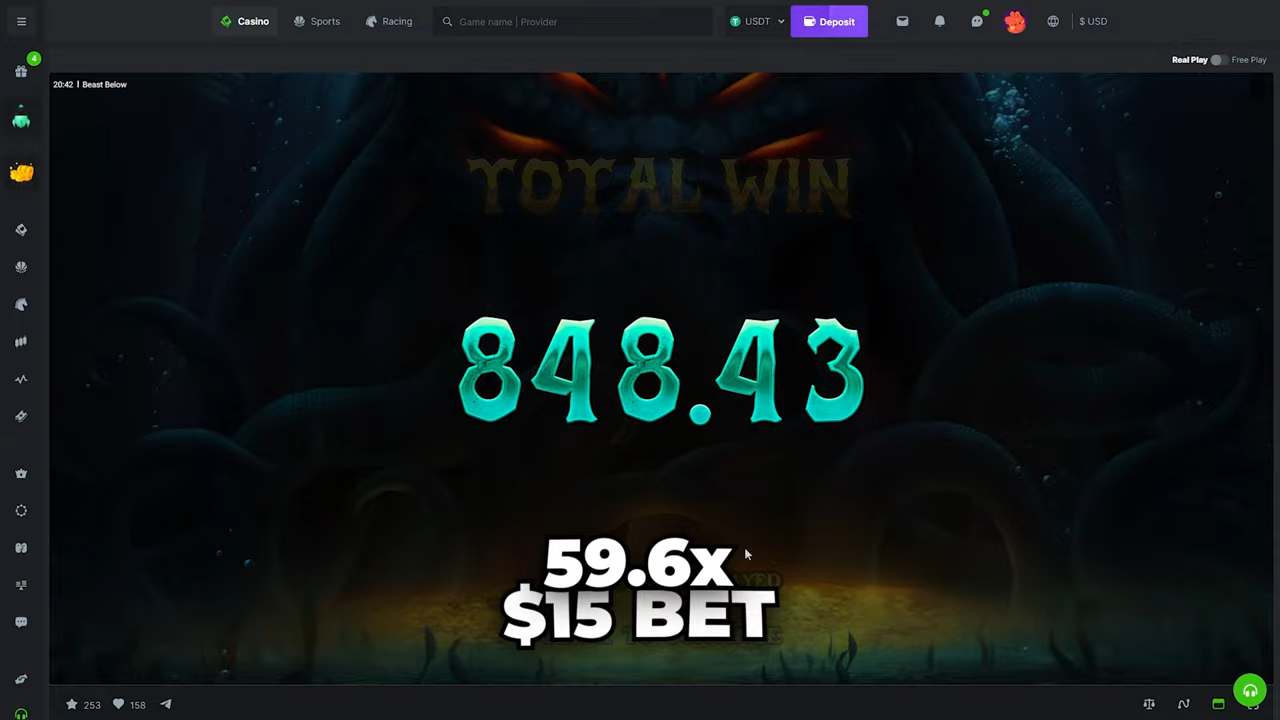 Casino Sports Racing Game name | Provider USDT Deposit $ USD
4
Real Play Free Play
20:42 | Beast Below
TOTAL WIN
848.43
59.6x
$15 BET
253 158